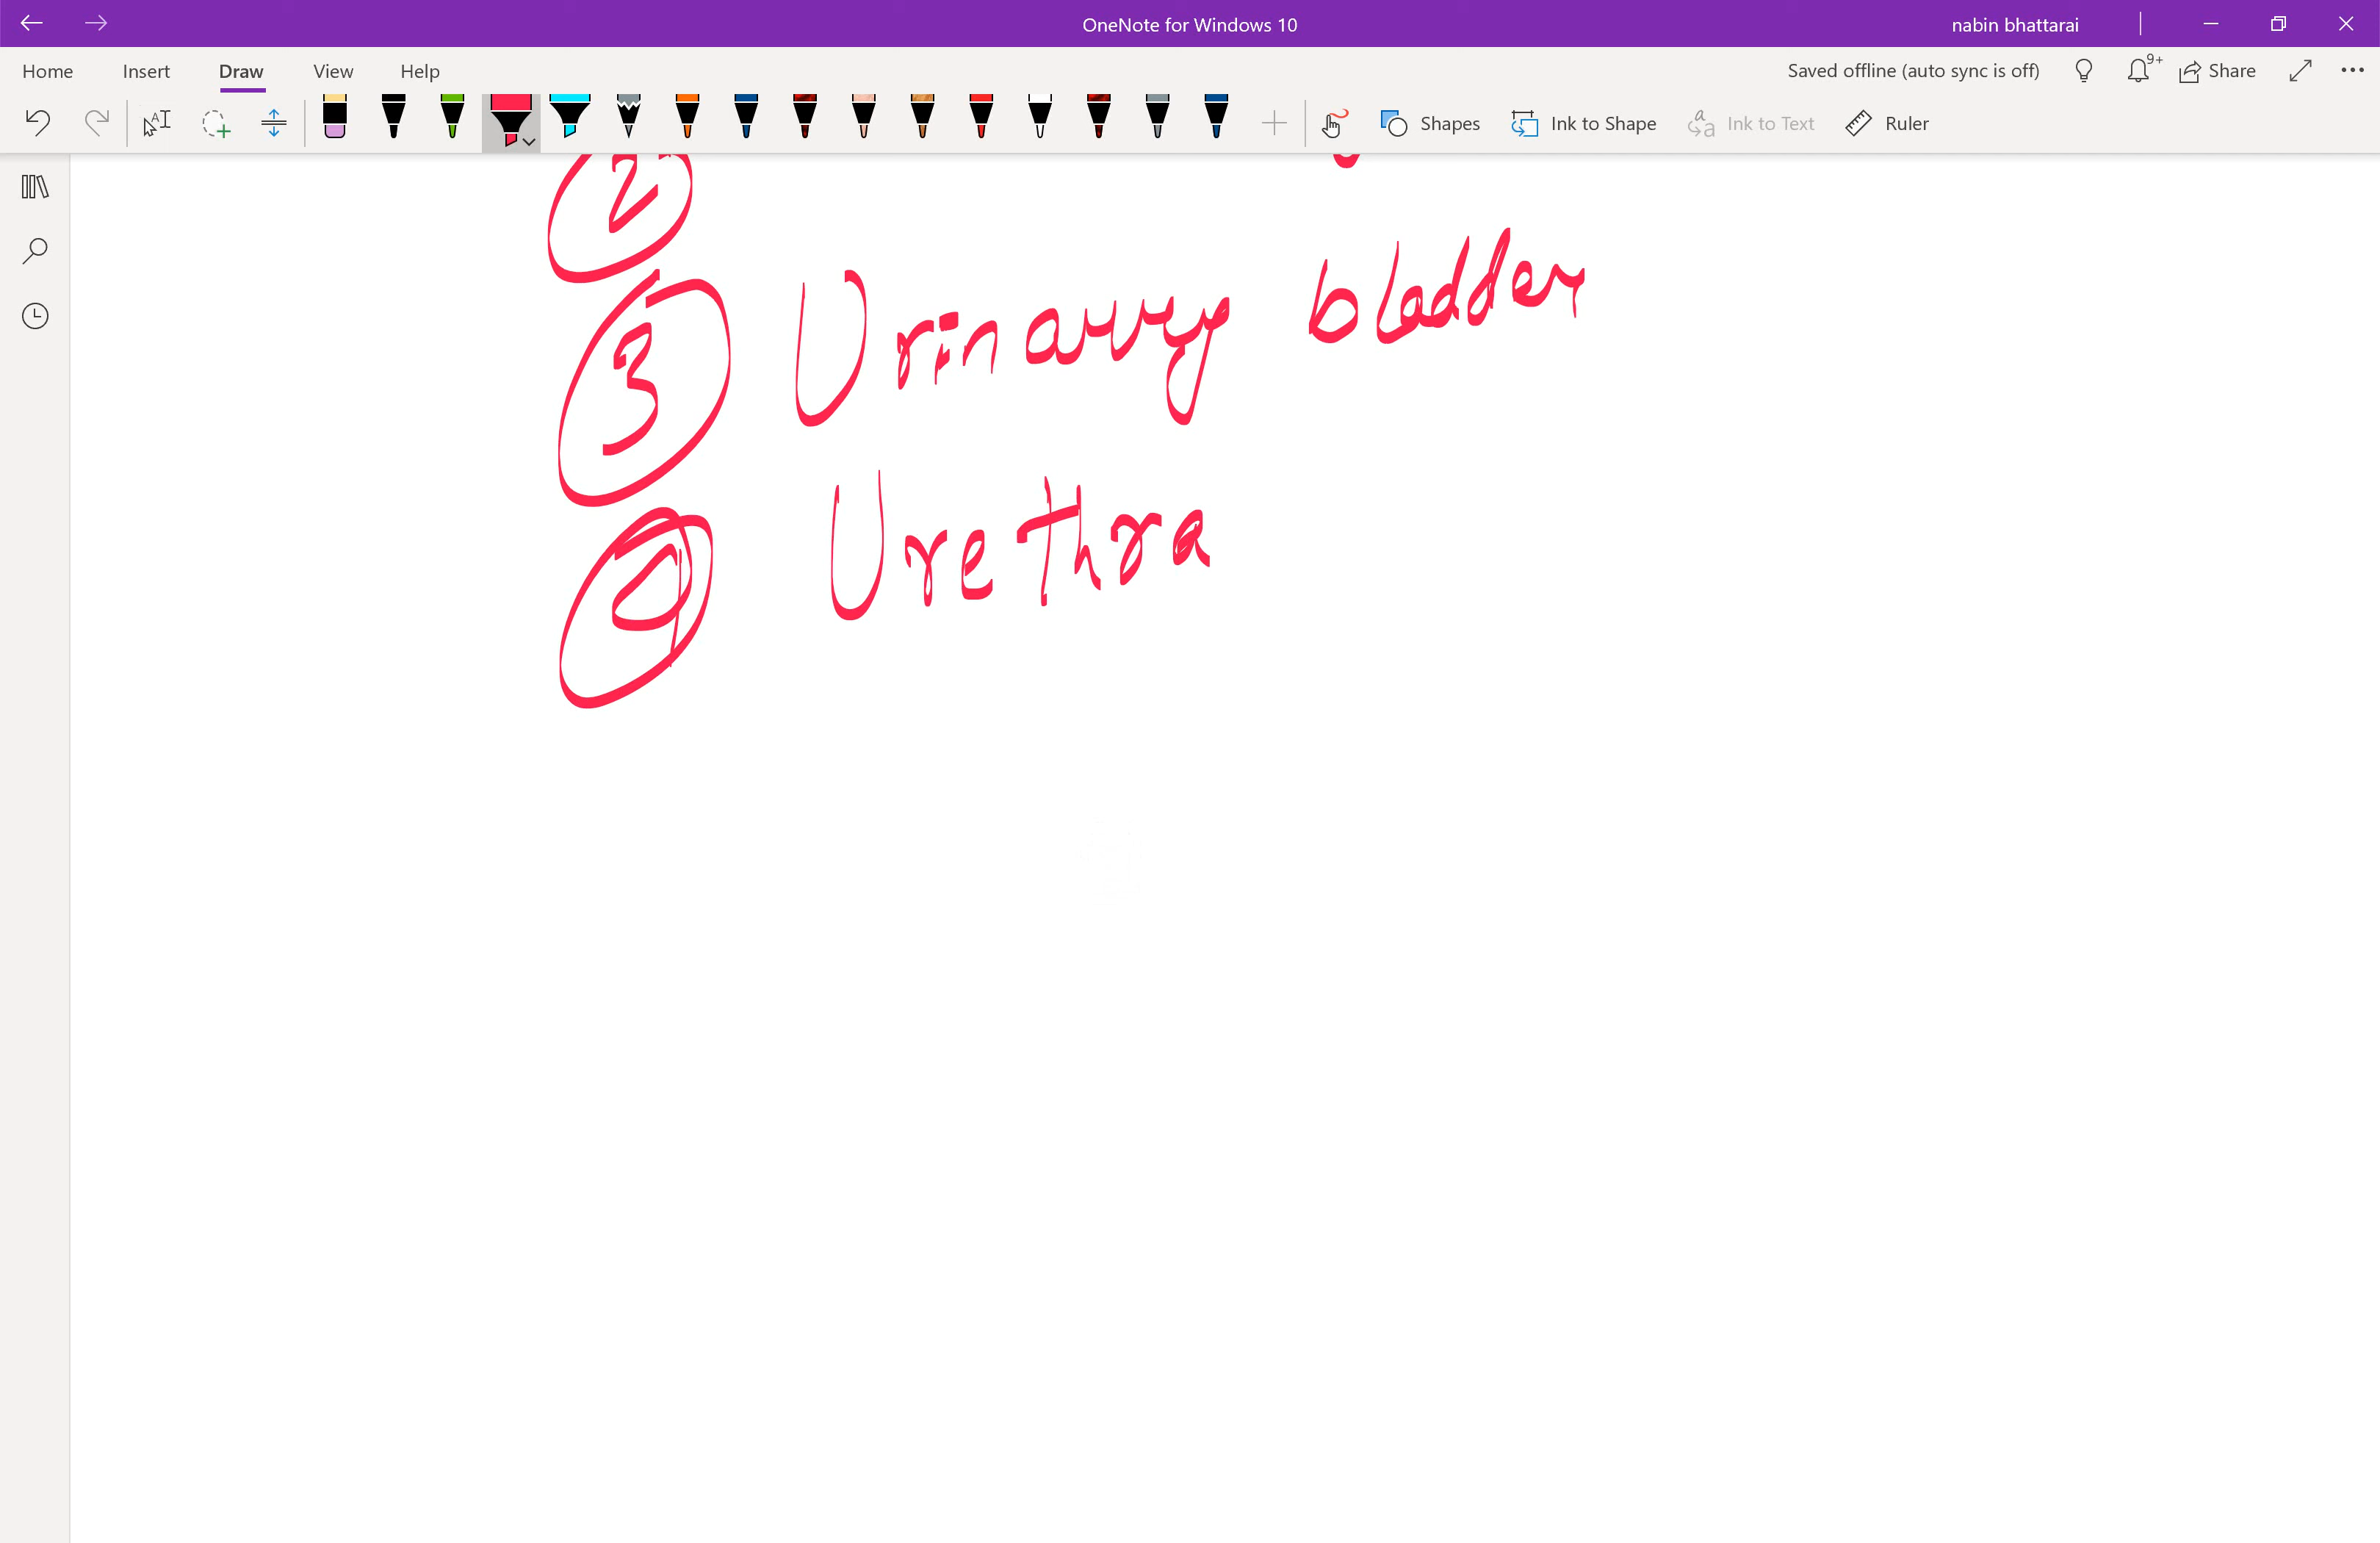 OneNote for Windows 10
nabin bhattarai
Home Insert Draw View Help
Saved offline (auto sync is off)
9+
Share
Shapes
Ink to Shape
Ink to Text
Ruler
2
3 Urinary bladder
4 Urethra